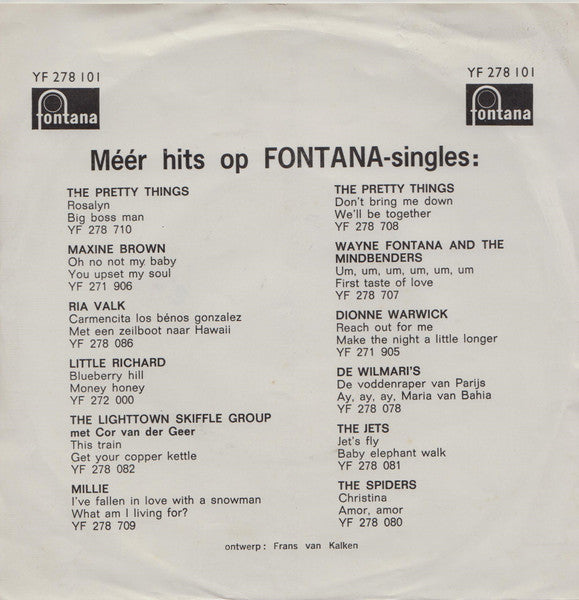 YF 278 101
fontana
YF 278 101
fontana
Méér hits op FONTANA-singles:
THE PRETTY THINGS
Rosalyn
Big boss man
YF 278 710
MAXINE BROWN
Oh no not my baby
You upset my soul
YF 271 906
RIA VALK
Carmencita los bénos gonzalez
Met een zeilboot naar Hawaii
YF 278 086
LITTLE RICHARD
Blueberry hill
Money honey
YF 272 000
THE LIGHTTOWN SKIFFLE GROUP
met Cor van der Geer
This train
Get your copper kettle
YF 278 082
MILLIE
I've fallen in love with a snowman
What am I living for?
YF 278 709
THE PRETTY THINGS
Don't bring me down
We'll be together
YF 278 708
WAYNE FONTANA AND THE
MINDBENDERS
Um, um, um, um, um, um
First taste of love
YF 278 707
DIONNE WARWICK
Reach out for me
Make the night a little longer
YF 271 905
DE WILMARI'S
De voddenraper van Parijs
Ay, ay, ay, Maria van Bahia
YF 278 078
THE JETS
Jet's fly
Baby elephant walk
YF 278 081
THE SPIDERS
Christina
Amor, amor
YF 278 080
ontwerp: Frans van Kalken